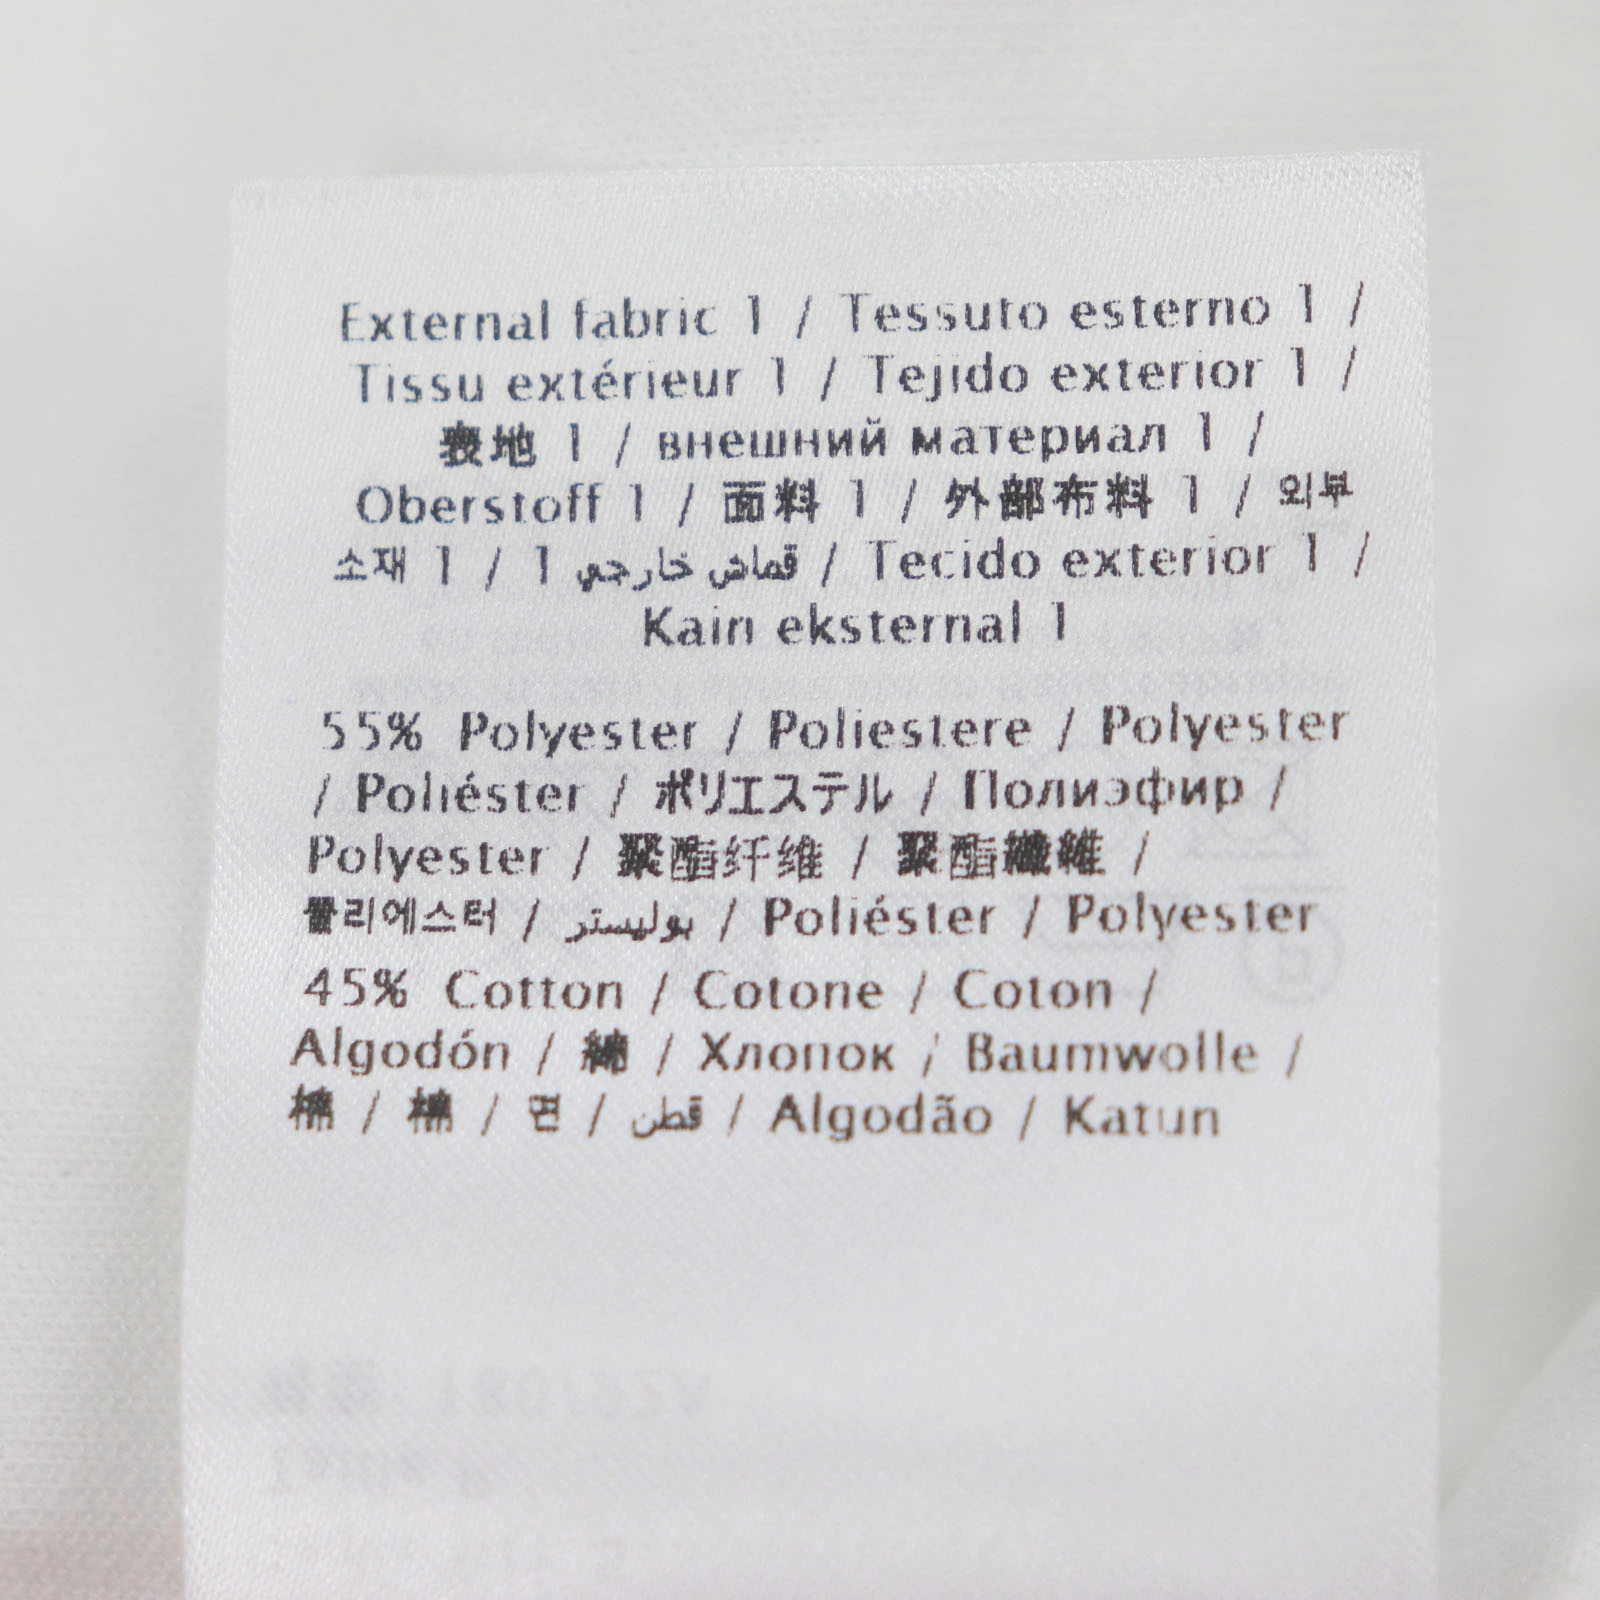 External fabric 1 / Tessuto esterno 1 /
Tissu extérieur 1 / Tejido exterior 1 /
表地 1 / внешний материал 1 /
Oberstoff 1 / 面料 1 / 外部布料 1 / 외부
소재 1 / 1 قماش خارجي / Tecido exterior 1 /
Kain eksternal 1
55% Polyester / Poliestere / Polyester
/ Poliéster / ポリエステル / Полиэфир /
Polyester / 聚酯纤维 / 聚酯纖維 /
폴리에스터 / بوليستر / Poliéster / Polyester
45% Cotton / Cotone / Coton /
Algodón / 綿 / Хлопок / Baumwolle /
棉 / 棉 / 면 / قطن / Algodão / Katun